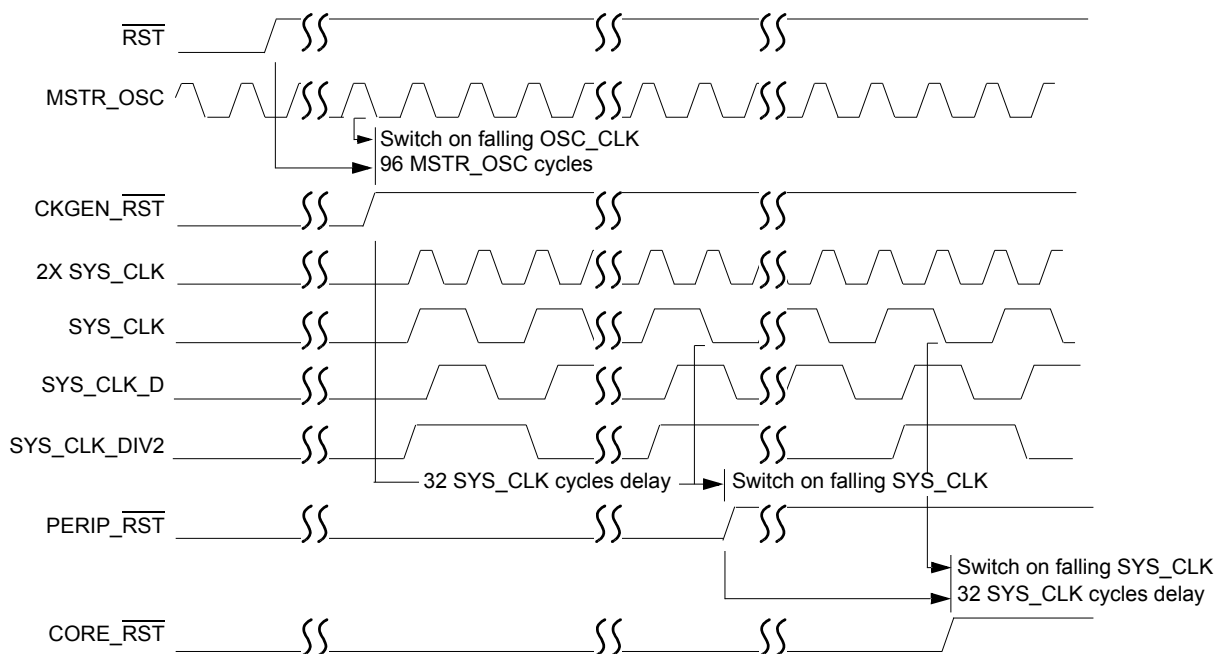 RST
MSTR_OSC
Switch on falling OSC_CLK
96 MSTR_OSC cycles
CKGEN_RST
2X SYS_CLK
SYS_CLK
SYS_CLK_D
SYS_CLK_DIV2
32 SYS_CLK cycles delay
Switch on falling SYS_CLK
PERIP_RST
Switch on falling SYS_CLK
32 SYS_CLK cycles delay
CORE_RST